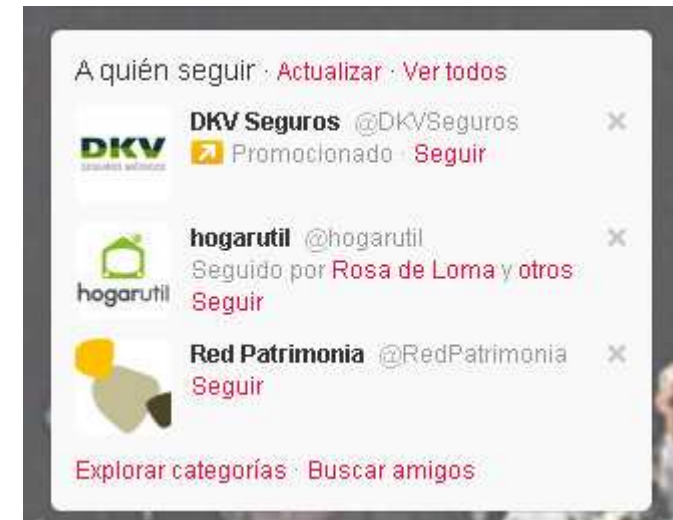 A quién seguir · Actualizar · Ver todos
DKV Seguros @DKVSeguros
DKV
Promocionado · Seguir
hogarutil @hogarutil
Seguido por Rosa de Loma y otros
hogarutil
Seguir
Red Patrimonia @RedPatrimonia
Seguir
Explorar categorías · Buscar amigos